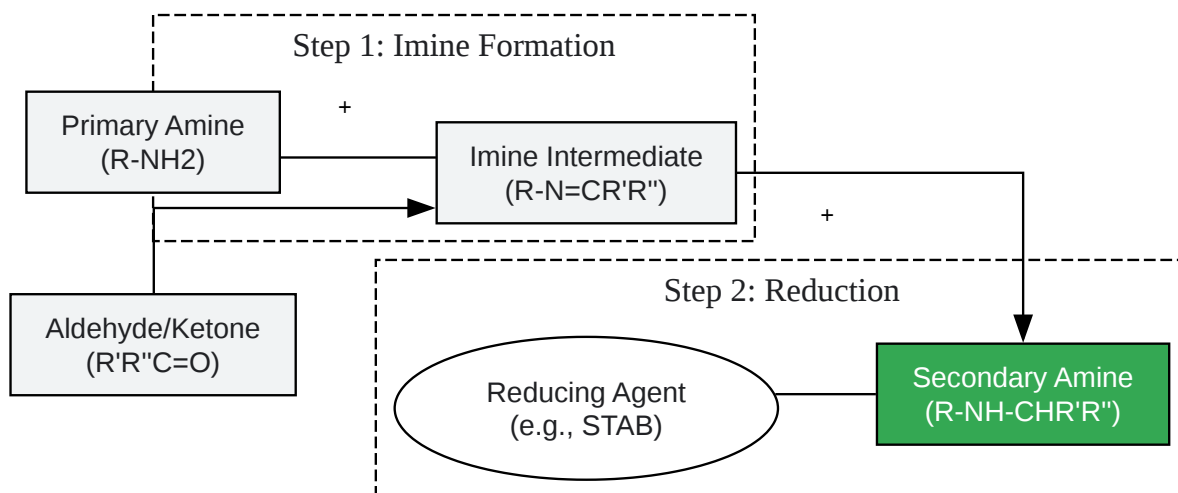 Step 1: Imine Formation
Primary Amine
(R-NH2)
+
Imine Intermediate
(R-N=CR'R")
+
Aldehyde/Ketone
(R'R"C=O)
Step 2: Reduction
Reducing Agent
(e.g., STAB)
Secondary Amine
(R-NH-CHR'R")